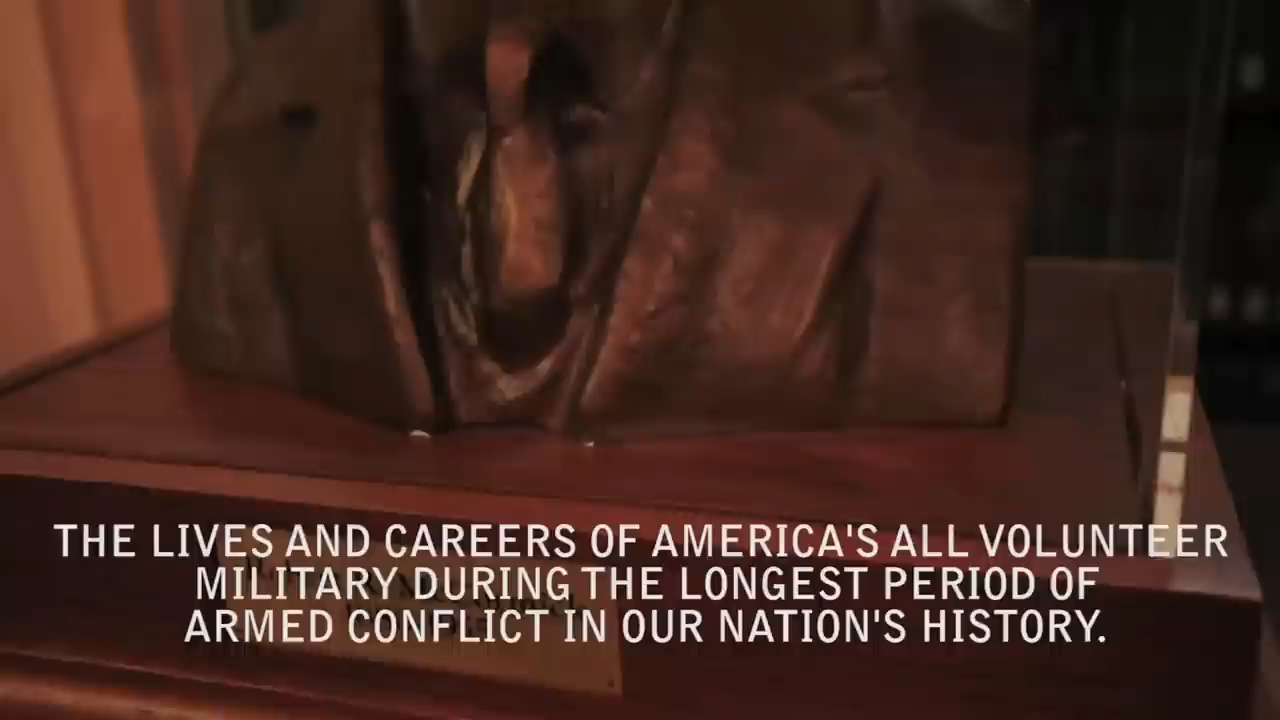 THE LIVES AND CAREERS OF AMERICA'S ALL VOLUNTEER
MILITARY DURING THE LONGEST PERIOD OF
ARMED CONFLICT IN OUR NATION'S HISTORY.